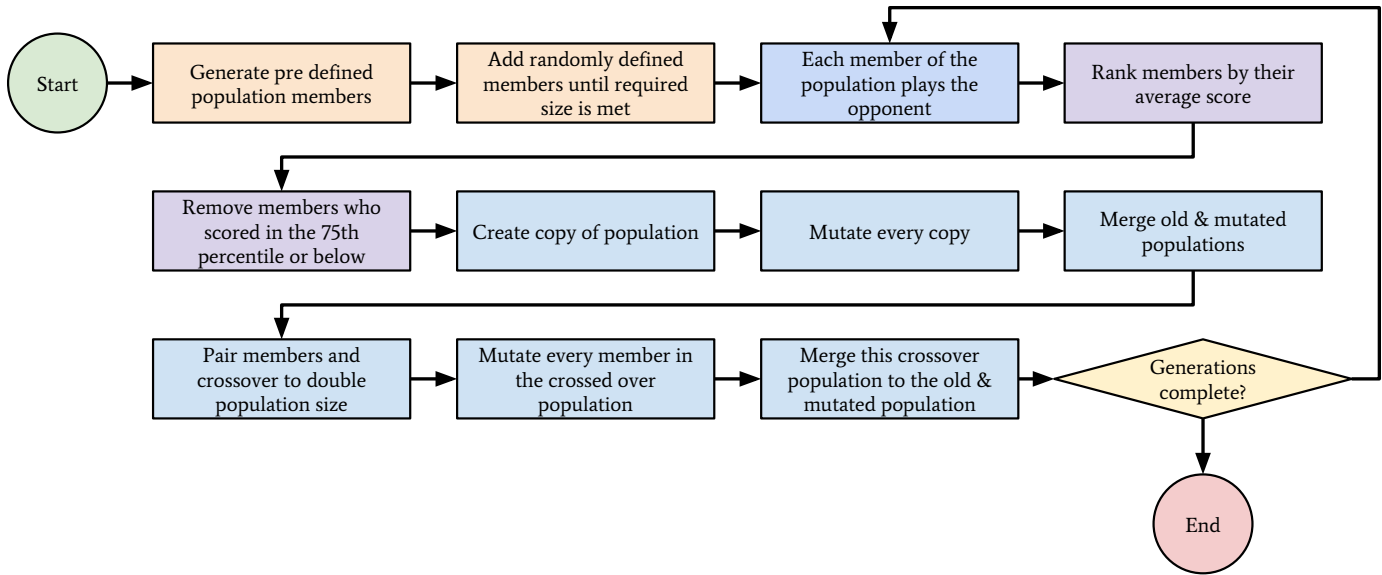 Start
Generate pre defined
population members
Add randomly defined
members until required
size is met
Each member of the
population plays the
opponent
Rank members by their
average score
Remove members who
scored in the 75th
percentile or below
Create copy of population
Mutate every copy
Merge old & mutated
populations
Pair members and
crossover to double
population size
Mutate every member in
the crossed over
population
Merge this crossover
population to the old &
mutated population
Generations
complete?
End